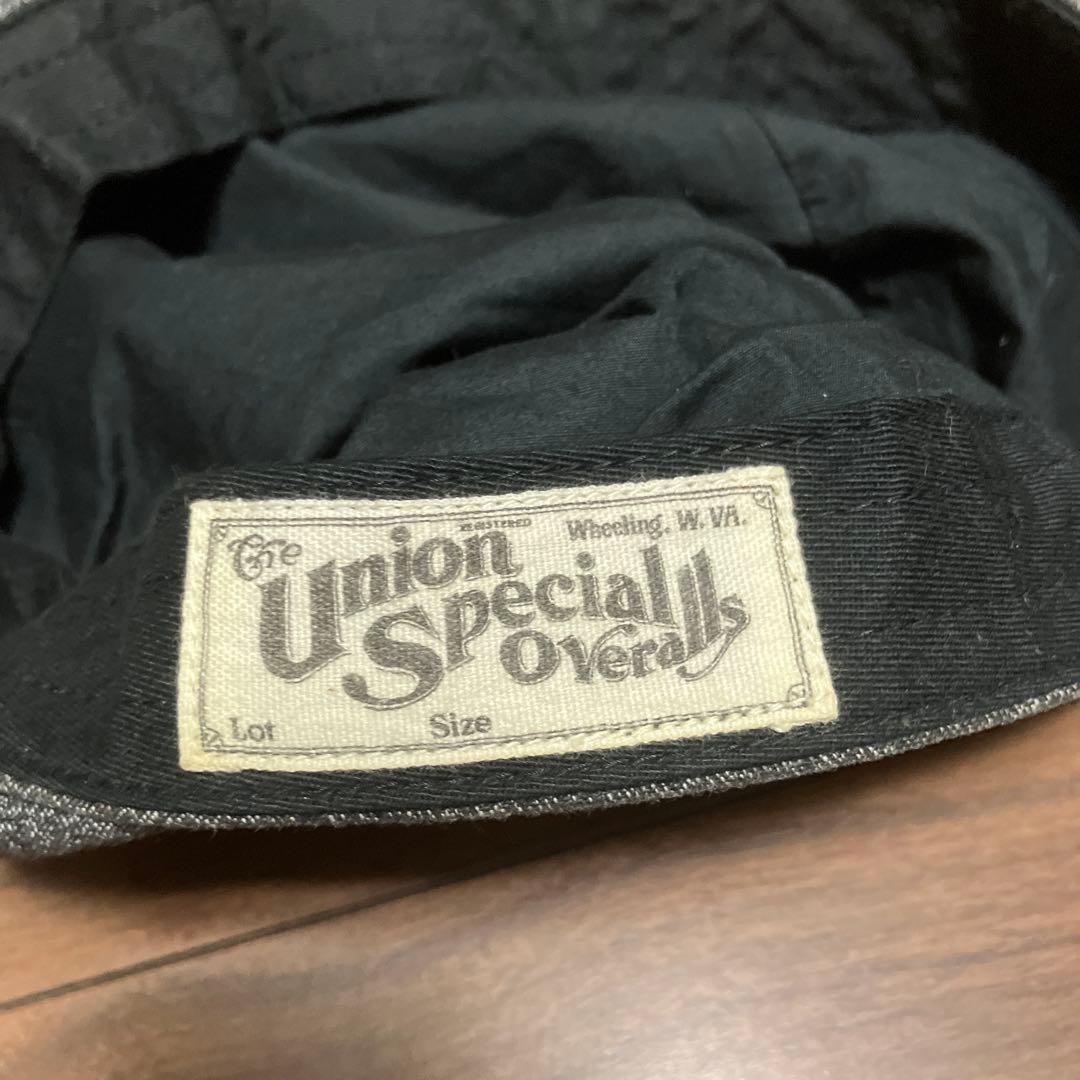 REGISTERED
Wheeling. W. VA.
The
Union
Special
Overalls
Lot
Size